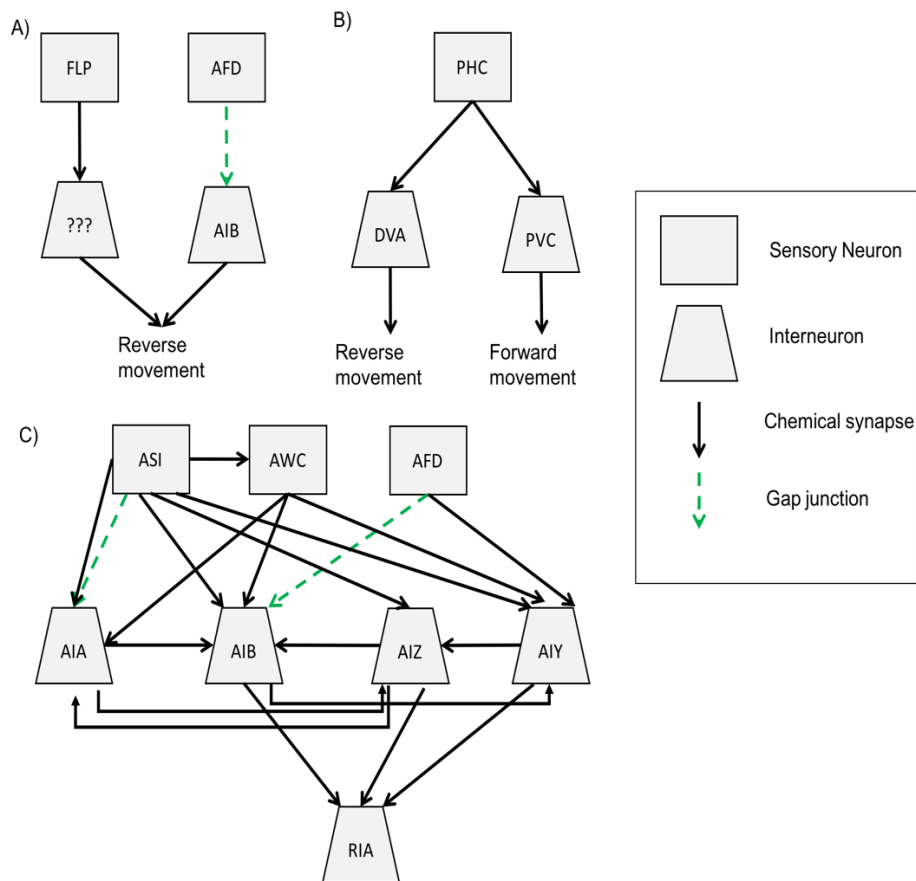 A)
FLP
AFD
???
AIB
Reverse
movement
B)
PHC
DVA
PVC
Reverse
movement
Forward
movement
Sensory Neuron
Interneuron
Chemical synapse
Gap junction
C)
ASI
AWC
AFD
AIA
AIB
AIZ
AIY
RIA